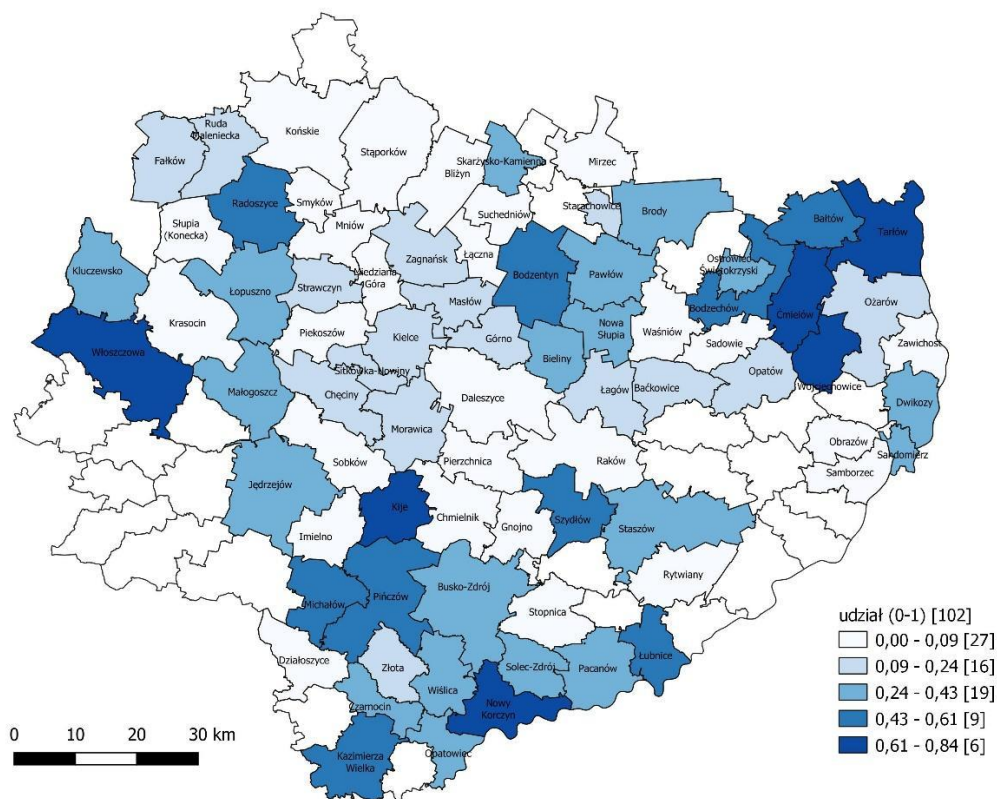 Ruda
Maleniecka
Fałków
Końskie
Stąporków
Skarżysko-Kamienna
Bliżyn
Mirzec
Radoszyce
Smyków
Słupia
(Konecka)
Mniów
Suchedniów
Starachowice
Brody
Bałtów
Tarłów
Kluczewsko
Łopuszno
Strawczyn
Miedziana
Góra
Zagnańsk
Łączna
Bodzentyn
Pawłów
Ostrowiec
Świętokrzyski
Bodzechów
Ćmielów
Ożarów
Krasocin
Piekoszów
Masłów
Kielce
Górno
Bieliny
Nowa
Słupia
Waśniów
Sadowie
Zawichost
Włoszczowa
Małogoszcz
Sitkówka-Nowiny
Chęciny
Morawica
Daleszyce
Łagów
Baćkowice
Opatów
Wojciechowice
Dwikozy
Sobków
Pierzchnica
Raków
Obrazów
Sandomierz
Samborzec
Jędrzejów
Imielno
Kije
Chmielnik
Gnojno
Szydłów
Staszów
Rytwiany
Michałów
Pińczów
Busko-Zdrój
Stopnica
Działoszyce
Złota
Wiślica
Solec-Zdrój
Pacanów
Łubnice
Czarnocin
Nowy
Korczyn
Kazimierza
Wielka
Opatowiec
udział (0-1) [102]
0,00 - 0,09 [27]
0,09 - 0,24 [16]
0,24 - 0,43 [19]
0,43 - 0,61 [9]
0,61 - 0,84 [6]
0 10 20 30 km